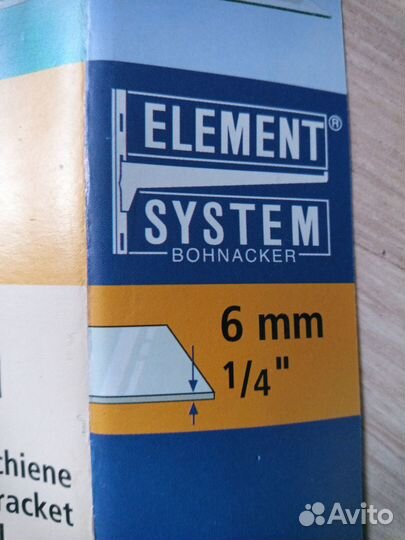 ELEMENT®
SYSTEM
BOHNACKER
6 mm
1/4"
chiene
racket
Avito